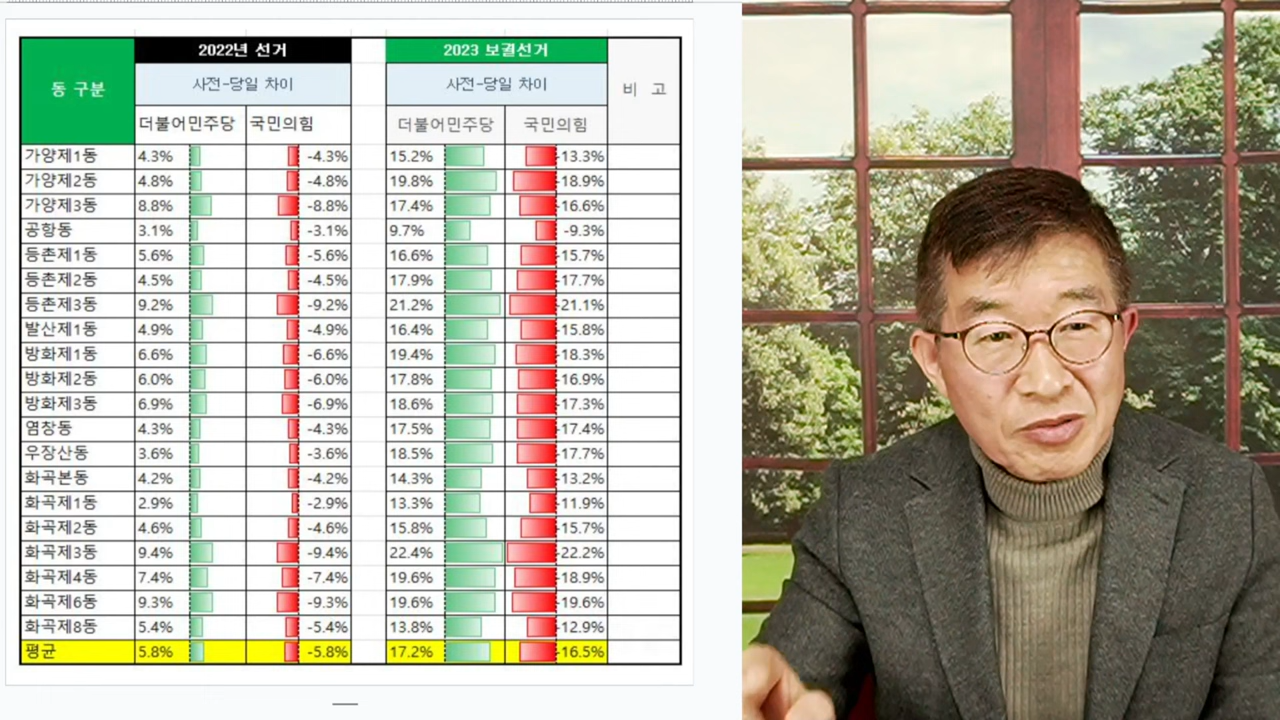 동 구분 2022년 선거 2023 보궐선거 비 고
사전-당일 차이 사전-당일 차이
더불어민주당 국민의힘 더불어민주당 국민의힘
가양제1동 4.3% -4.3% 15.2% -13.3%
가양제2동 4.8% -4.8% 19.8% -18.9%
가양제3동 8.8% -8.8% 17.4% -16.6%
공항동 3.1% -3.1% 9.7% -9.3%
등촌제1동 5.6% -5.6% 16.6% -15.7%
등촌제2동 4.5% -4.5% 17.9% -17.7%
등촌제3동 9.2% -9.2% 21.2% -21.1%
발산제1동 4.9% -4.9% 16.4% -15.8%
방화제1동 6.6% -6.6% 19.4% -18.3%
방화제2동 6.0% -6.0% 17.8% -16.9%
방화제3동 6.9% -6.9% 18.6% -17.3%
염창동 4.3% -4.3% 17.5% -17.4%
우장산동 3.6% -3.6% 18.5% -17.7%
화곡본동 4.2% -4.2% 14.3% -13.2%
화곡제1동 2.9% -2.9% 13.3% -11.9%
화곡제2동 4.6% -4.6% 15.8% -15.7%
화곡제3동 9.4% -9.4% 22.4% -22.2%
화곡제4동 7.4% -7.4% 19.6% -18.9%
화곡제6동 9.3% -9.3% 19.6% -19.6%
화곡제8동 5.4% -5.4% 13.8% -12.9%
평균 5.8% -5.8% 17.2% -16.5%